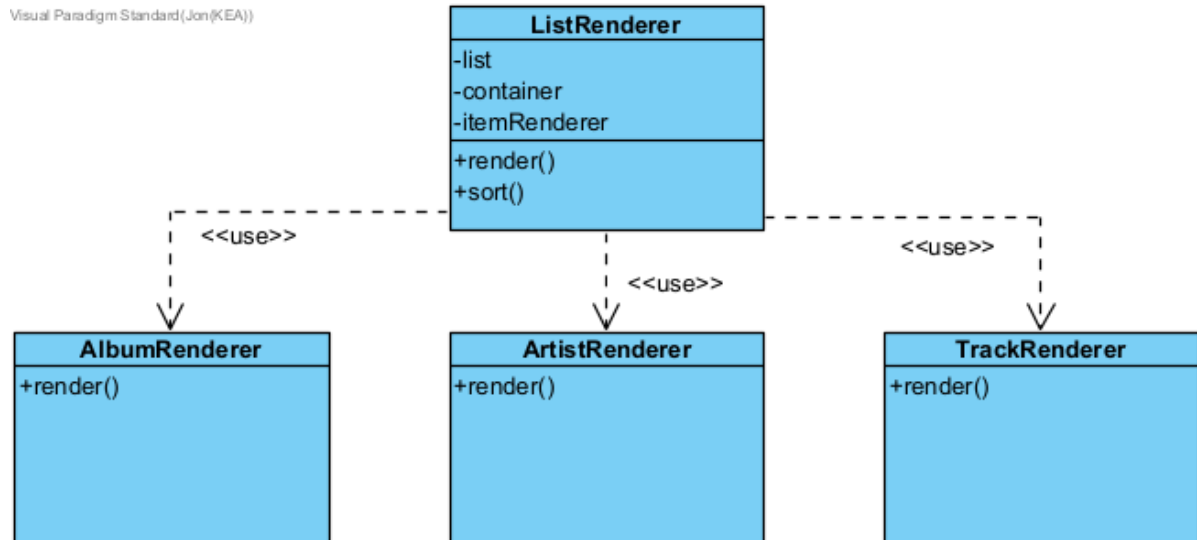 Visual Paradigm Standard(Jon(KEA))
ListRenderer
-list
-container
-itemRenderer
+render()
+sort()
<<use>>
<<use>>
<<use>>
AlbumRenderer
+render()
ArtistRenderer
+render()
TrackRenderer
+render()